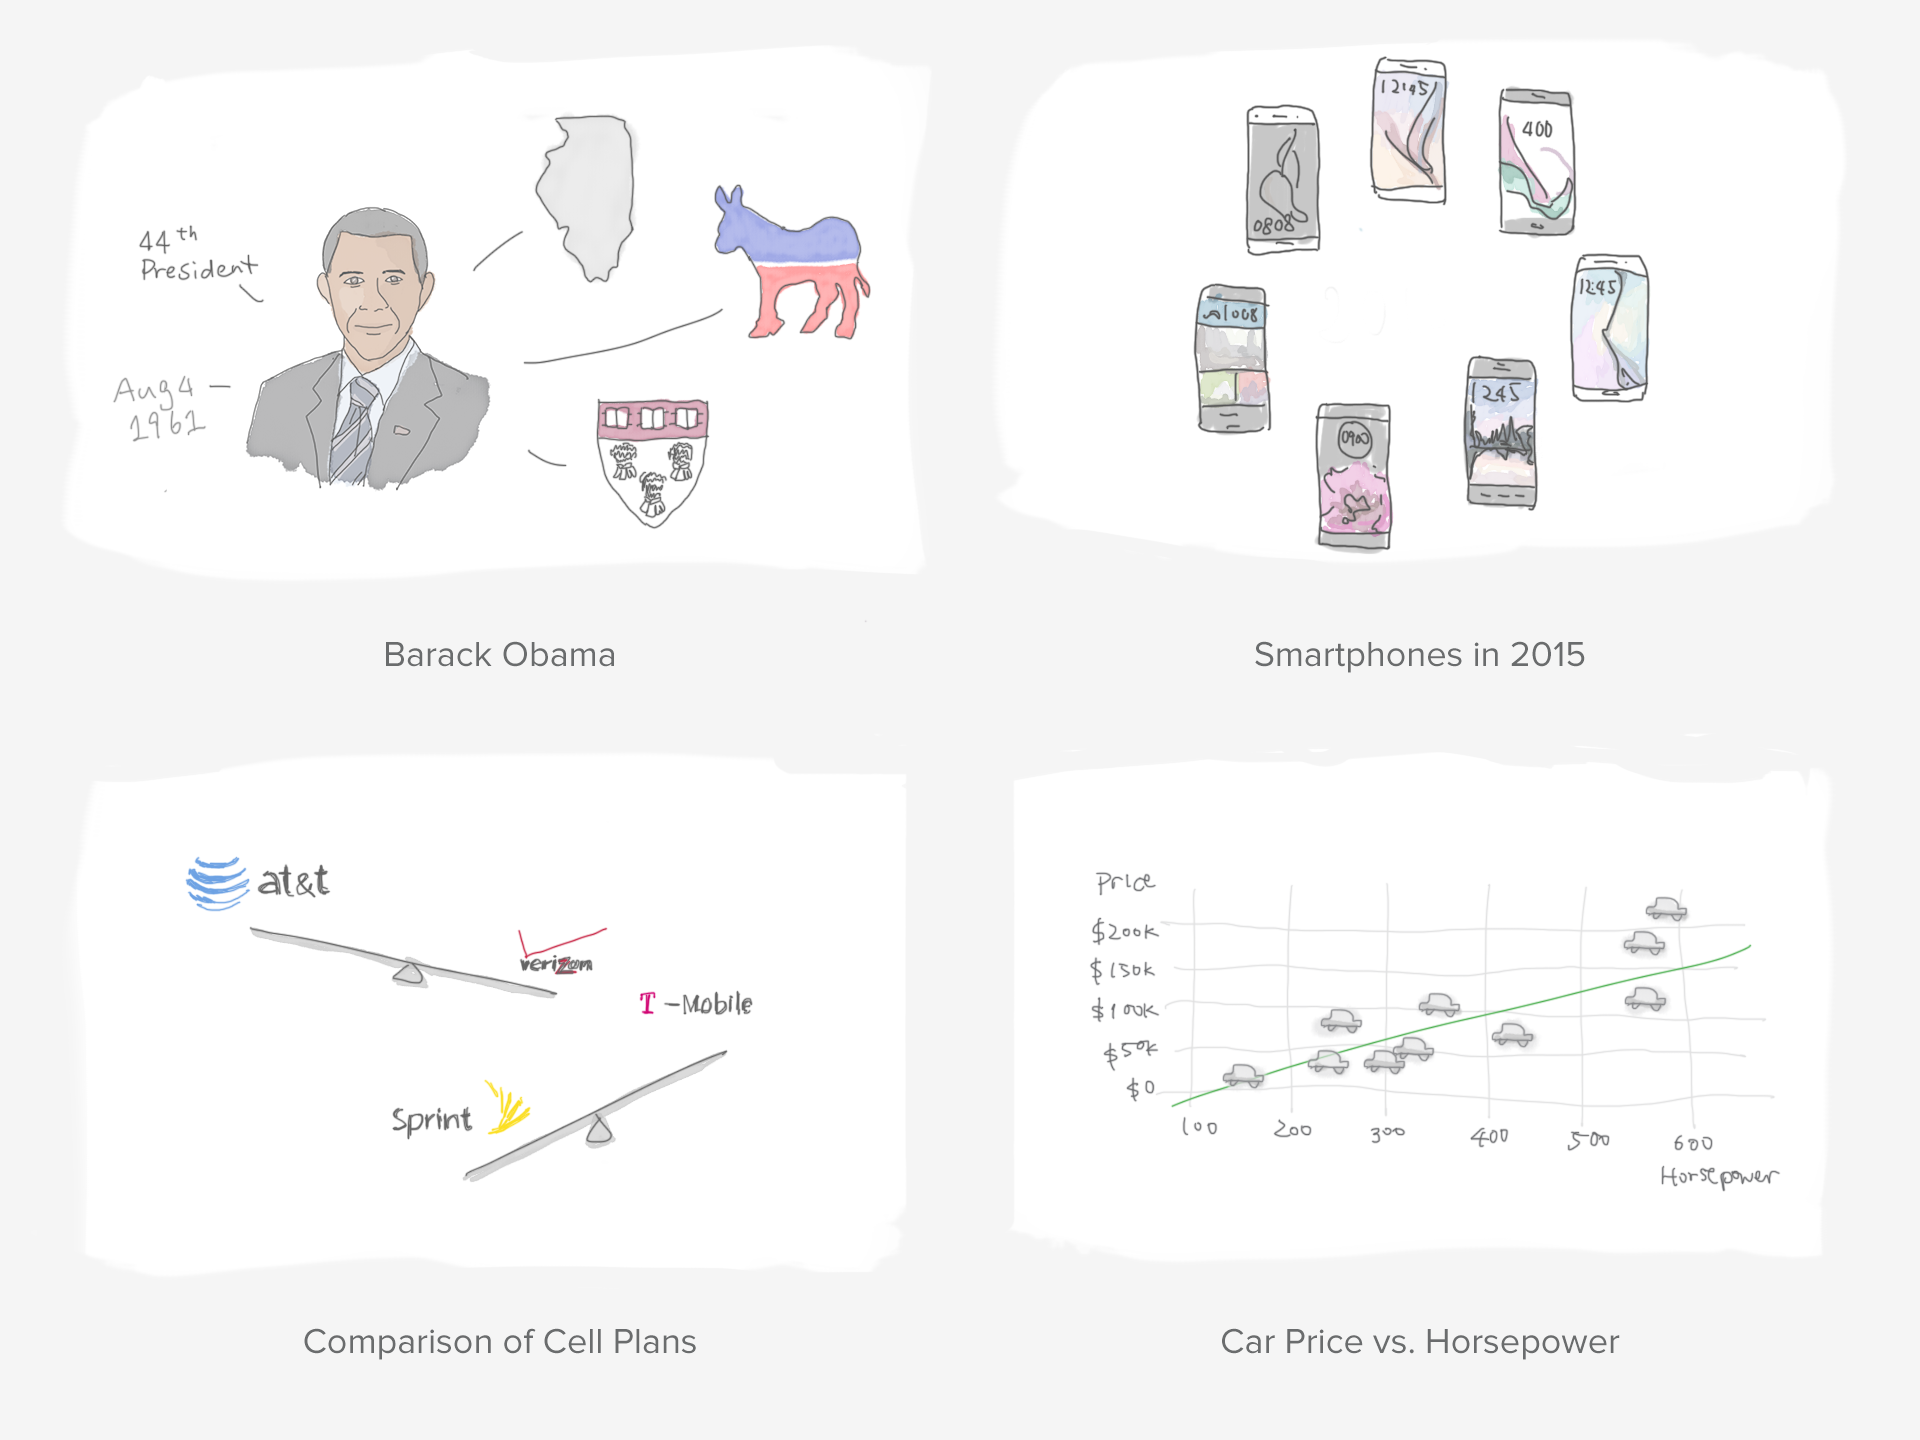 44th
President
Aug 4
1961
Barack Obama
12:45
400
0808
12:45
1008
1245
0900
Smartphones in 2015
at&t
verizon
T-Mobile
Sprint
Comparison of Cell Plans
Price
$200k
$150k
$100k
$50k
$0
100 200 300 400 500 600
Horsepower
Car Price vs. Horsepower